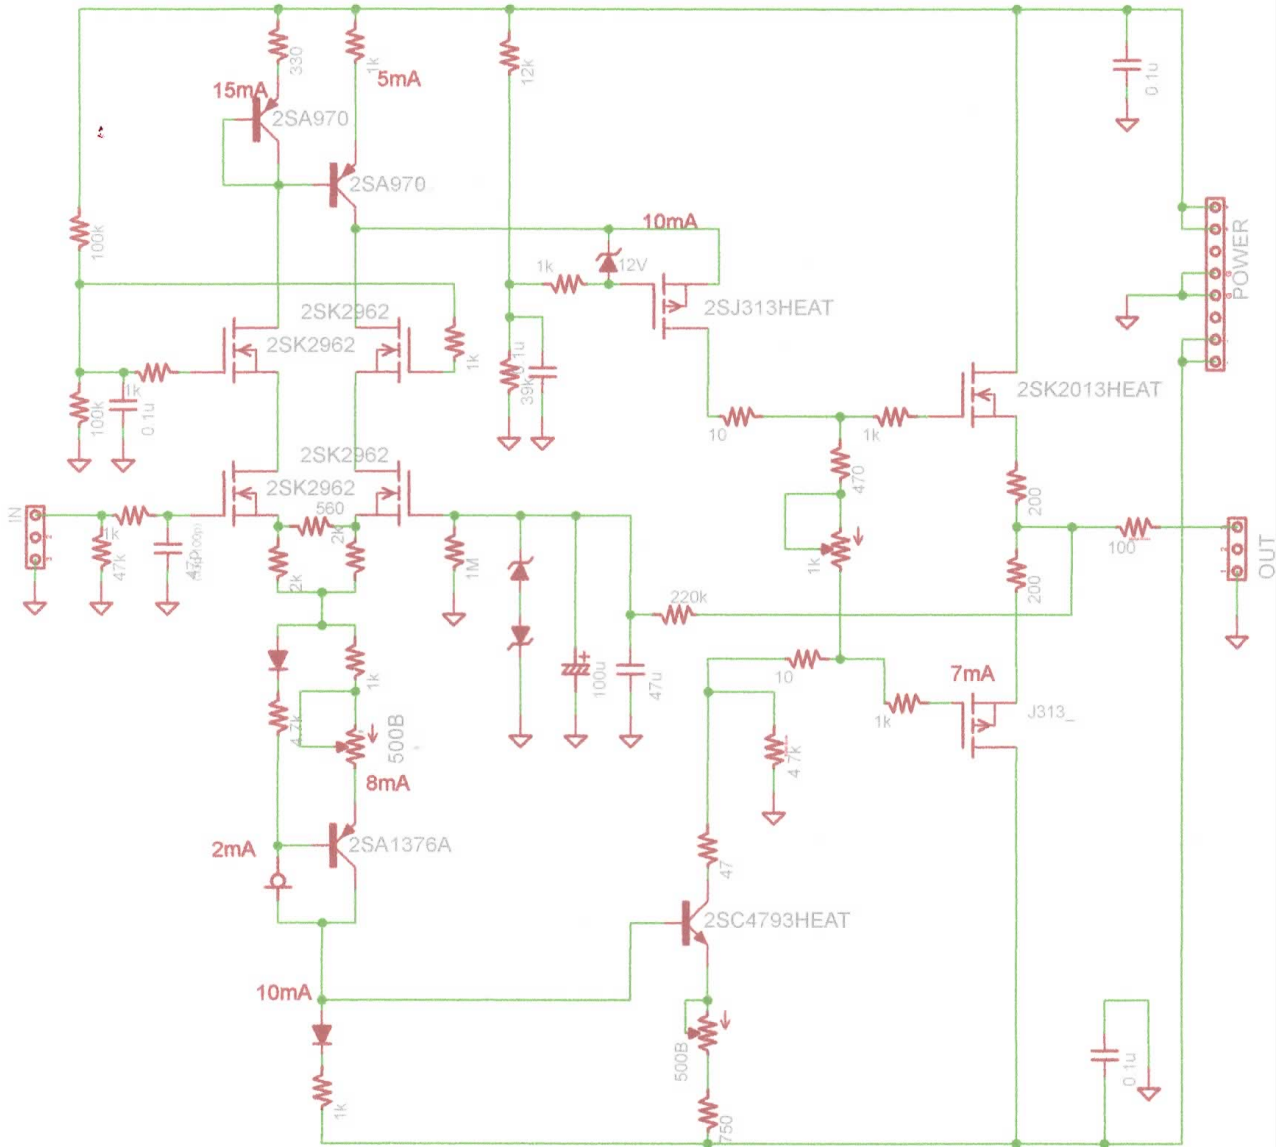 330
1k
5mA
15mA
2SA970
2SA970
12k
0.1u
10mA
100k
1k
12V
2SJ313HEAT
POWER
2SK2962
2SK2962
1k
0.1u
39k
1k
100k
0.1u
10
1k
2SK2013HEAT
470
200
IN
2SK2962
2SK2962
560
2k
2k
1k
47k
1M
1k
100
OUT
200
220k
1k
4.7k
500B
100u
47u
10
1k
7mA
J313_
4.7k
8mA
2SA1376A
2mA
47
2SC4793HEAT
10mA
500B
1k
750
0.1u